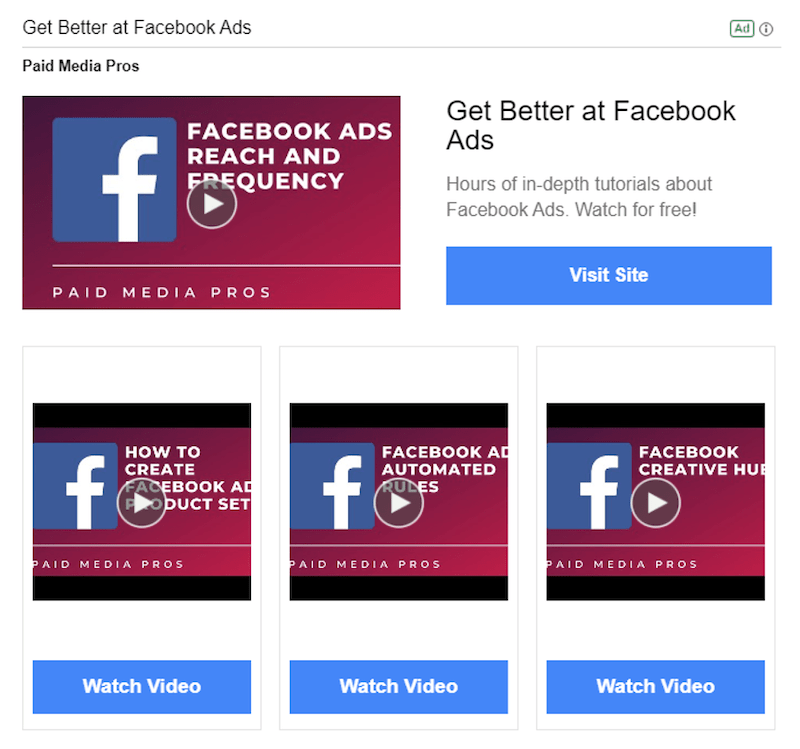 Get Better at Facebook Ads
Ad
Paid Media Pros
FACEBOOK ADS
REACH AND
FREQUENCY
PAID MEDIA PROS
Get Better at Facebook
Ads
Hours of in-depth tutorials about
Facebook Ads. Watch for free!
Visit Site
HOW TO
CREATE
FACEBOOK AD
PRODUCT SET
PAID MEDIA PROS
Watch Video
FACEBOOK AD
AUTOMATED
RULES
PAID MEDIA PROS
Watch Video
FACEBOOK
CREATIVE HUB
PAID MEDIA PROS
Watch Video